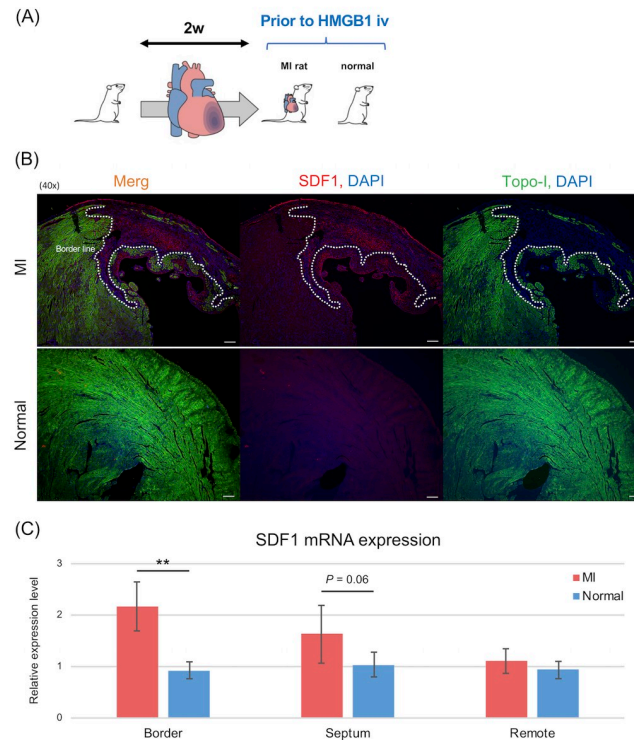 (A)
2w
Prior to HMGB1 iv
MI rat normal
(B)
(40x) Merg SDF1, DAPI Topo-I, DAPI
Border line
MI
Normal
(C)
SDF1 mRNA expression
Relative expression level
3
2
1
0
**
P = 0.06
MI
Normal
Border Septum Remote